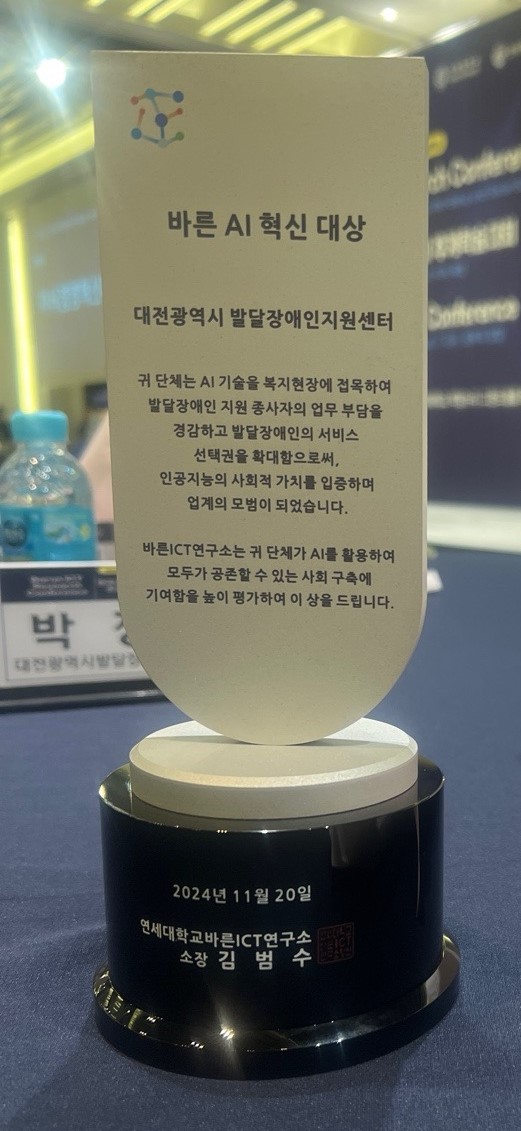 바른 AI 혁신 대상
대전광역시 발달장애인지원센터
귀 단체는 AI 기술을 복지현장에 접목하여
발달장애인 지원 종사자의 업무 부담을
경감하고 발달장애인의 서비스
선택권을 확대함으로써,
인공지능의 사회적 가치를 입증하며
업계의 모범이 되었습니다.
바른ICT연구소는 귀 단체가 AI를 활용하여
모두가 공존할 수 있는 사회 구축에
기여함을 높이 평가하여 이 상을 드립니다.
2024년 11월 20일
연세대학교바른ICT연구소
소장 김 범 수
박
대전광역시발달
Conference
Conference